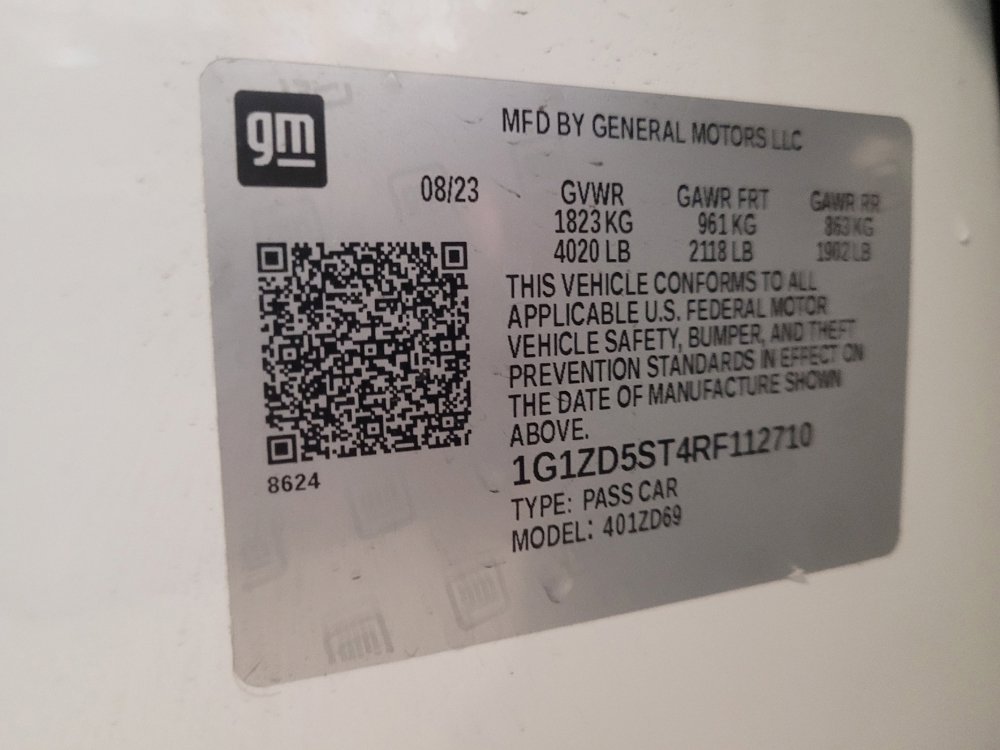 gm
MFD BY GENERAL MOTORS LLC
08/23
GVWR GAWR FRT GAWR RR
1823 KG 961 KG 863 KG
4020 LB 2118 LB 1902 LB
THIS VEHICLE CONFORMS TO ALL
APPLICABLE U.S. FEDERAL MOTOR
VEHICLE SAFETY, BUMPER, AND THEFT
PREVENTION STANDARDS IN EFFECT ON
THE DATE OF MANUFACTURE SHOWN
ABOVE.
1G1ZD5ST4RF112710
TYPE: PASS CAR
MODEL: 401ZD69
8624